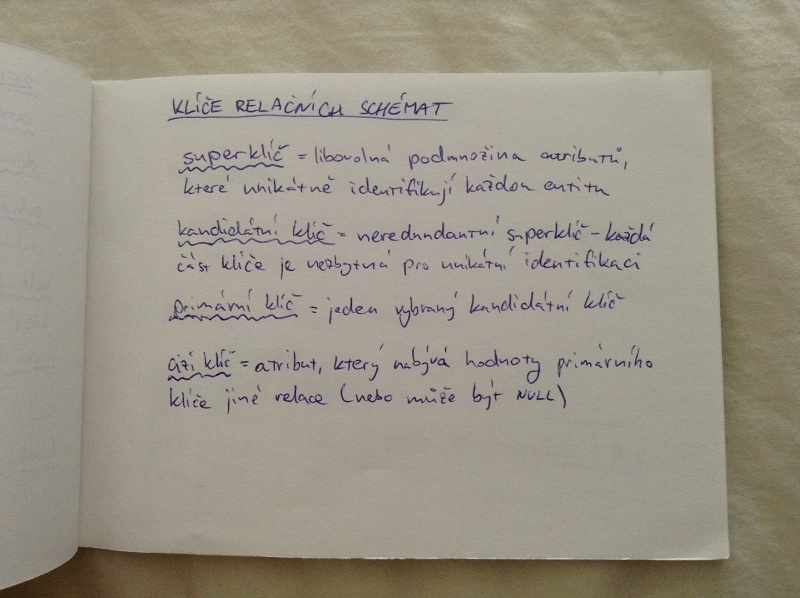 KLÍČE RELAČNÍCH SCHÉMAT
superklíč = libovolná podmnožina atributů,
které unikátně identifikují každou entitu
kandidátní klíč = neredundantní superklíč - každá
část klíče je nezbytná pro unikátní identifikaci
primární klíč = jeden vybraný kandidátní klíč
cizí klíč = atribut, který nabývá hodnoty primárního
klíče jiné relace (nebo může být NULL)